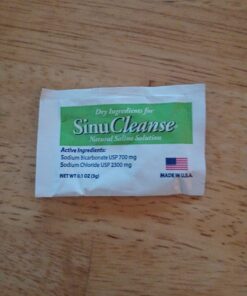 Dry Ingredients for
SinuCleanse
Natural Saline Solution
Active Ingredients:
Sodium Bicarbonate USP 700 mg
Sodium Chloride USP 2300 mg
NET WT 0.1 OZ (3g)
MADE IN U.S.A.